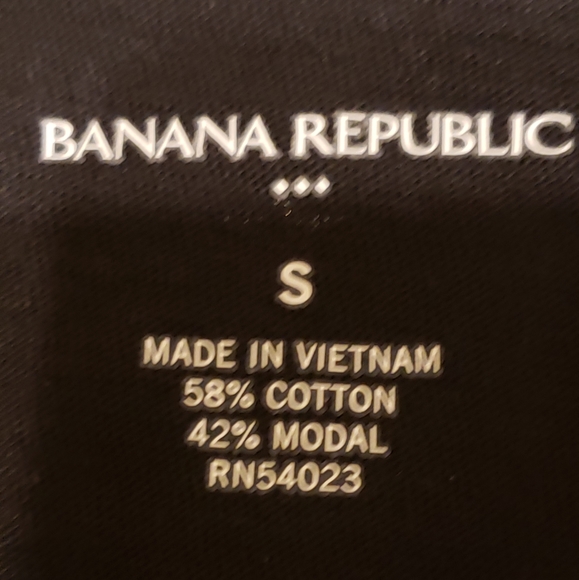 BANANA REPUBLIC
S
MADE IN VIETNAM
58% COTTON
42% MODAL
RN54023